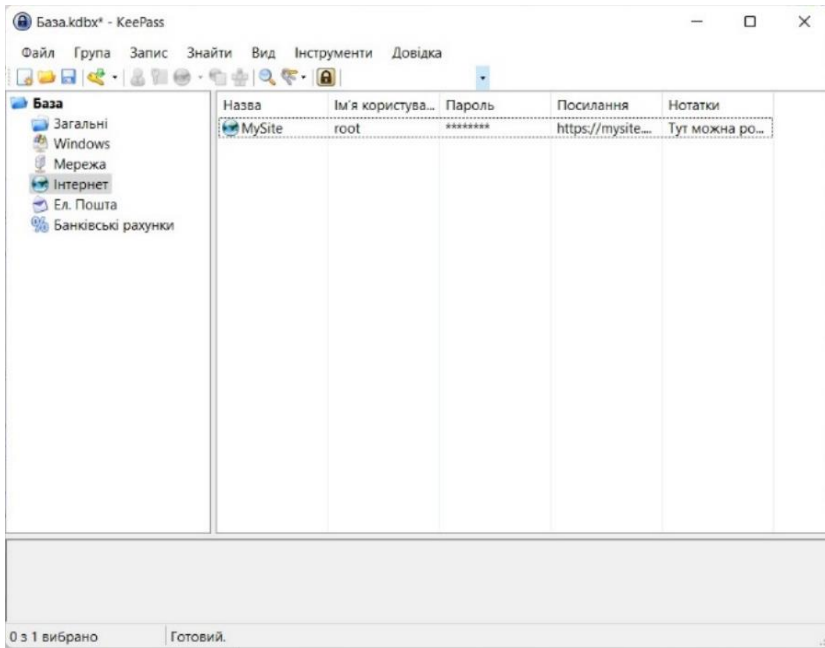 База.kdbx* - KeePass
Файл Група Запис Знайти Вид Інструменти Довідка
База
Загальні
Windows
Мережа
Інтернет
Ел. Пошта
Банківські рахунки
Назва Ім'я користува... Пароль Посилання Нотатки
MySite root ******** https://mysite.... Тут можна ро...
0 з 1 вибрано Готовий.